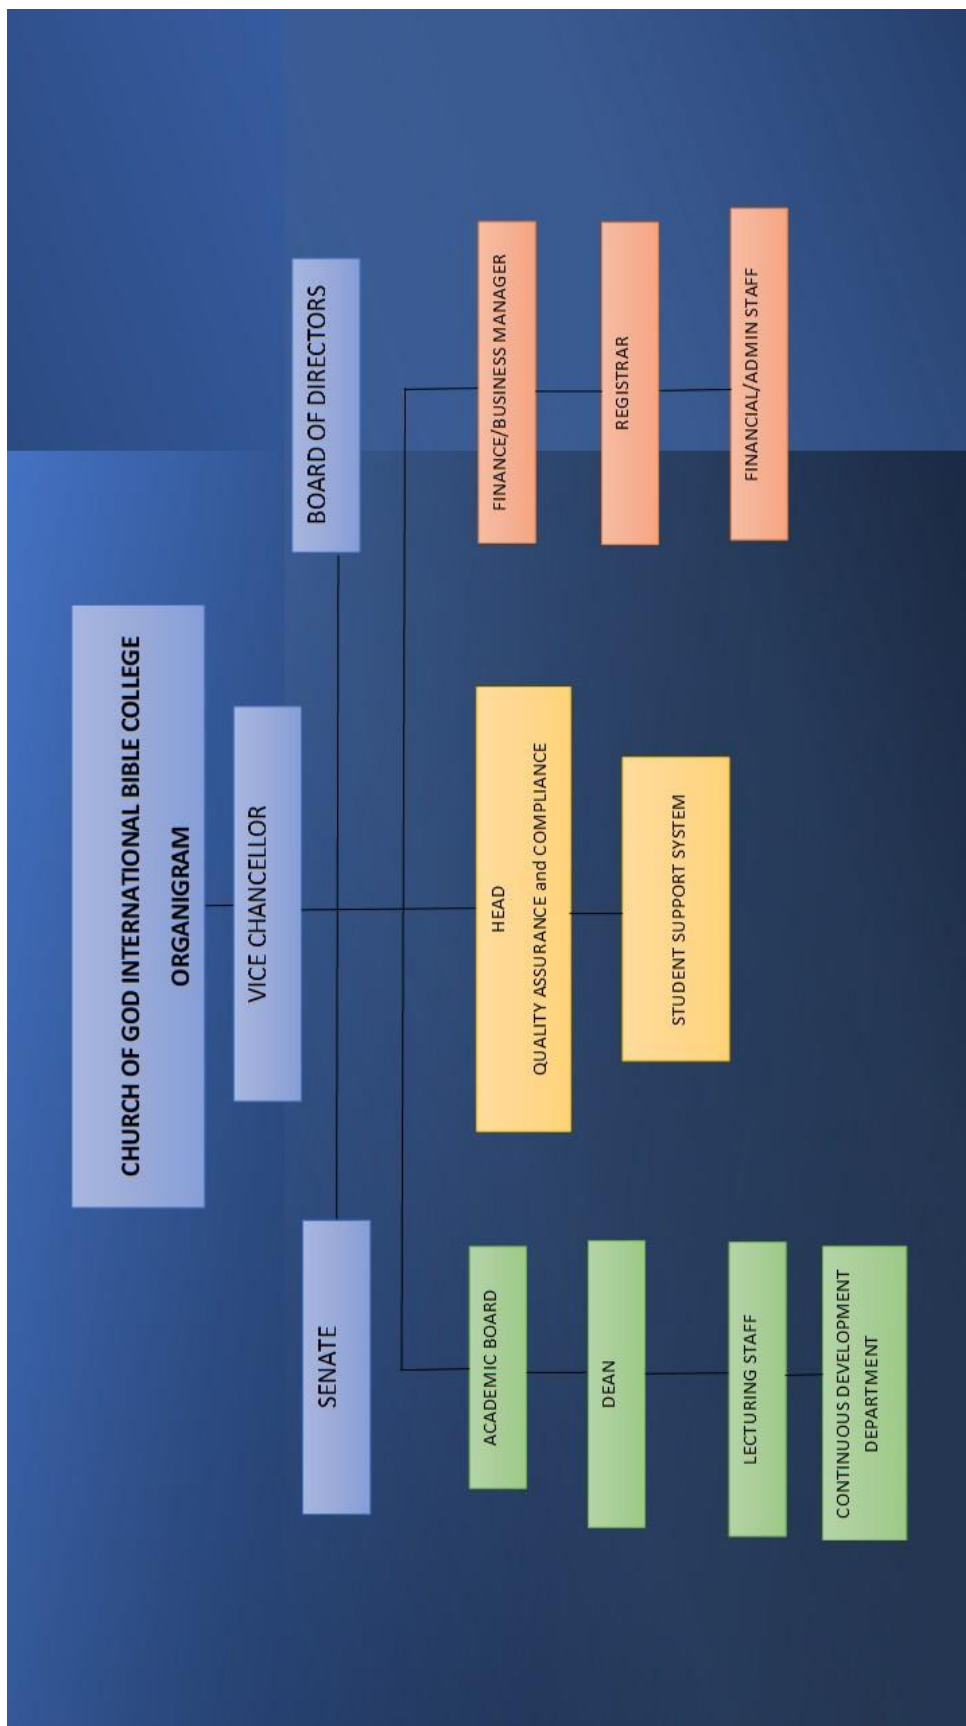 CHURCH OF GOD INTERNATIONAL BIBLE COLLEGE
ORGANIGRAM
VICE CHANCELLOR
SENATE
BOARD OF DIRECTORS
ACADEMIC BOARD
DEAN
LECTURING STAFF
CONTINUOUS DEVELOPMENT
DEPARTMENT
HEAD
QUALITY ASSURANCE and COMPLIANCE
STUDENT SUPPORT SYSTEM
FINANCE/BUSINESS MANAGER
REGISTRAR
FINANCIAL/ADMIN STAFF